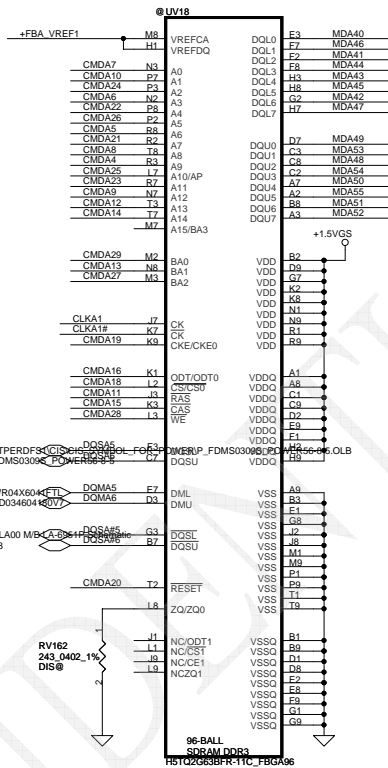 @ UV18
+FBA_VREF1 M8 VREFCA DQL0 E3 MDA40
H1 VREFDQ DQL1 F7 MDA46
DQL2 F2 MDA41
CMDA7 N3 A0 DQL3 F8 MDA44
CMDA10 P7 A1 DQL4 H3 MDA43
CMDA24 P3 A2 DQL5 H8 MDA45
CMDA6 N2 A3 DQL6 G2 MDA42
CMDA22 P8 A4 DQL7 H7 MDA47
CMDA26 P2 A5
CMDA5 R8 A6
CMDA21 R2 A7 DQU0 D7 MDA49
CMDA8 T8 A8 DQU1 C3 MDA53
CMDA4 R3 A9 DQU2 C8 MDA48
CMDA25 L7 A10/AP DQU3 C2 MDA54
CMDA23 R7 A11 DQU4 A7 MDA50
CMDA9 N7 A12 DQU5 A2 MDA55
CMDA12 T3 A13 DQU6 B8 MDA51
CMDA14 T7 A14 DQU7 A3 MDA52
M7 A15/BA3
+1.5VGS
CMDA29 M2 BA0 VDD B2
CMDA13 N8 BA1 VDD D9
CMDA27 M3 BA2 VDD G7
VDD K2
VDD K8
VDD N1
CLKA1 J7 CK VDD N9
CLKA1# K7 CK VDD R1
CMDA19 K9 CKE/CKE0 VDD R9
CMDA16 K1 ODT/ODT0 VDDQ A1
CMDA18 L2 CS/CS0 VDDQ A8
CMDA11 J3 RAS VDDQ C1
CMDA15 K3 CAS VDDQ C9
CMDA28 L3 WE VDDQ D2
VDDQ E9
VDDQ F1
DQSA5 F3 VDDQ H2
C7 DQSU VDDQ H9
DQMA5 E7 DML VSS A9
DQMA6 D3 DMU VSS B3
VSS E1
VSS G8
DQSA#5 G3 DQSL VSS J2
DQSA#6 B7 DQSU VSS J8
VSS M1
VSS M9
VSS P1
CMDA20 T2 RESET VSS P9
VSS T1
L8 ZQ/ZQ0 VSS T9
J1 NC/ODT1 VSSQ B1
L1 NC/CS1 VSSQ B9
J9 NC/CE1 VSSQ D1
L9 NCZQ1 VSSQ D8
VSSQ E2
VSSQ E8
VSSQ F9
VSSQ G1
VSSQ G9
1
RV162
243_0402_1%
DIS@
2
96-BALL
SDRAM DDR3
H5TQ2G63BFR-11C_FBGA96